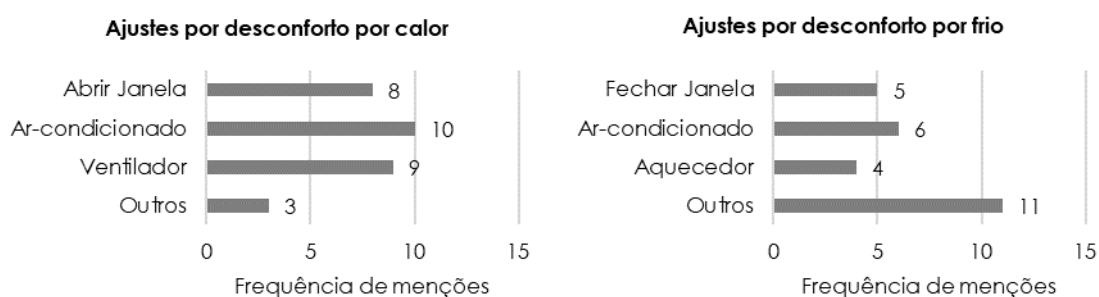 Ajustes por desconforto por calor
Abrir Janela 8
Ar-condicionado 10
Ventilador 9
Outros 3
0 5 10 15
Frequência de menções
Ajustes por desconforto por frio
Fechar Janela 5
Ar-condicionado 6
Aquecedor 4
Outros 11
0 5 10 15
Frequência de menções